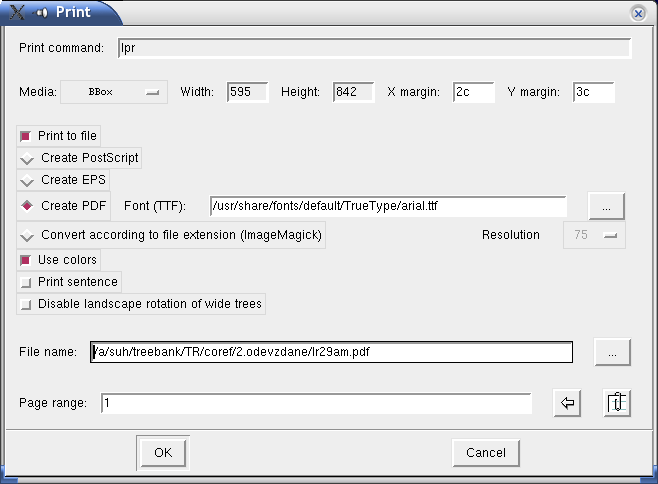 Print
Print command: lpr
Media: BBox Width: 595 Height: 842 X margin: 2c Y margin: 3c
Print to file
Create PostScript
Create EPS
Create PDF Font (TTF): /usr/share/fonts/default/TrueType/arial.ttf ...
Convert according to file extension (ImageMagick) Resolution 75
Use colors
Print sentence
Disable landscape rotation of wide trees
File name: /a/suh/treebank/TR/coref/2.odevzdane/lr29am.pdf ...
Page range: 1
OK Cancel